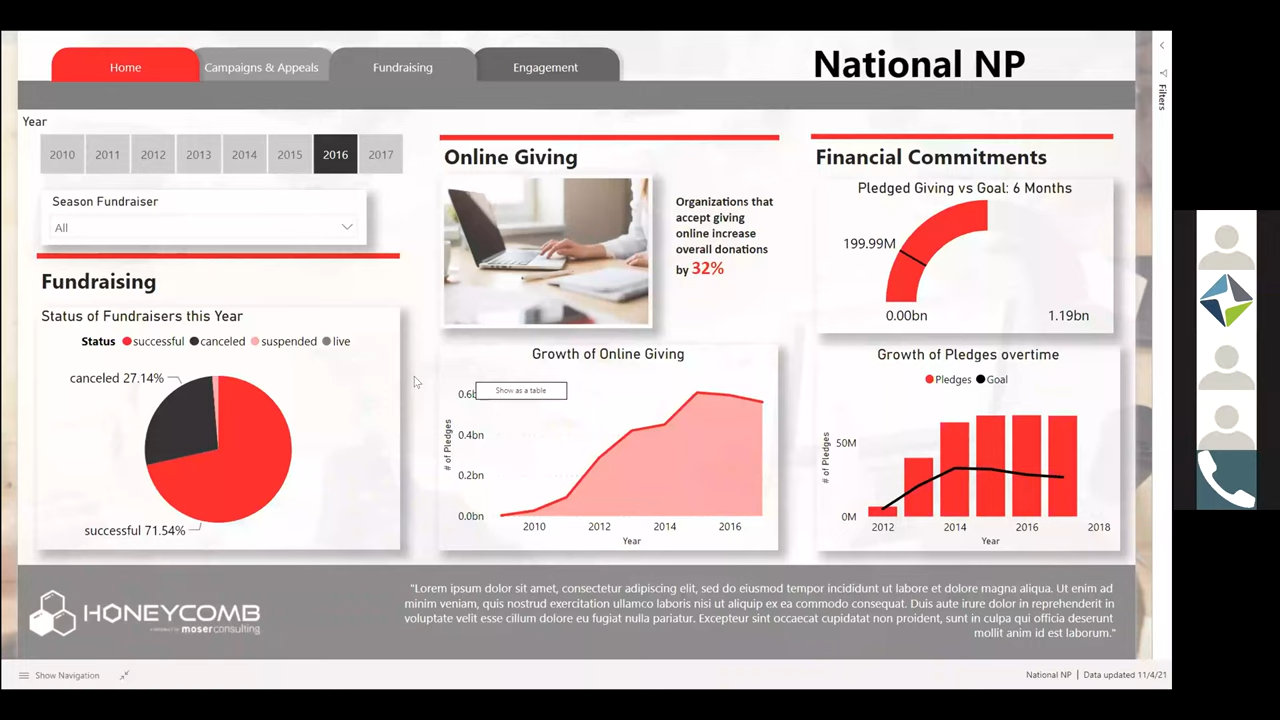 Home
Campaigns & Appeals
Fundraising
Engagement
National NP
Filters
Year
2010 2011 2012 2013 2014 2015 2016 2017
Season Fundraiser
All
Fundraising
Status of Fundraisers this Year
Status successful canceled suspended live
canceled 27.14%
successful 71.54%
Online Giving
Organizations that
accept giving
online increase
overall donations
by 32%
Growth of Online Giving
Show as a table
# of Pledges
0.6b
0.4bn
0.2bn
0.0bn
2010 2012 2014 2016
Year
Financial Commitments
Pledged Giving vs Goal: 6 Months
199.99M
0.00bn
1.19bn
Growth of Pledges overtime
Pledges Goal
# of Pledges
50M
0M
2012 2014 2016 2018
Year
HONEYCOMB
moserconsulting
"Lorem ipsum dolor sit amet, consectetur adipiscing elit, sed do eiusmod tempor incididunt ut labore et dolore magna aliqua. Ut enim ad
minim veniam, quis nostrud exercitation ullamco laboris nisi ut aliquip ex ea commodo consequat. Duis aute irure dolor in reprehenderit in
voluptate velit esse cillum dolore eu fugiat nulla pariatur. Excepteur sint occaecat cupidatat non proident, sunt in culpa qui officia deserunt
mollit anim id est laborum."
Show Navigation
National NP | Data updated 11/4/21